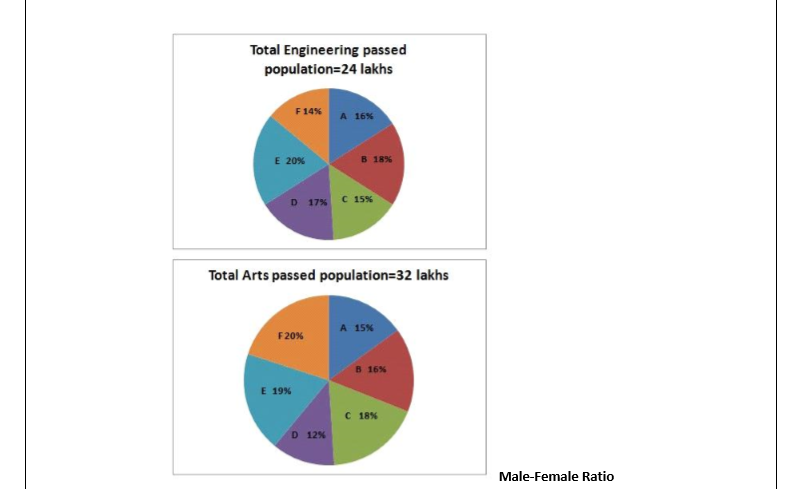 Total Engineering passed
population=24 lakhs
F 14%
A 16%
E 20%
B 18%
D 17%
C 15%
Total Arts passed population=32 lakhs
A 15%
F 20%
B 16%
E 19%
C 18%
D 12%
Male-Female Ratio